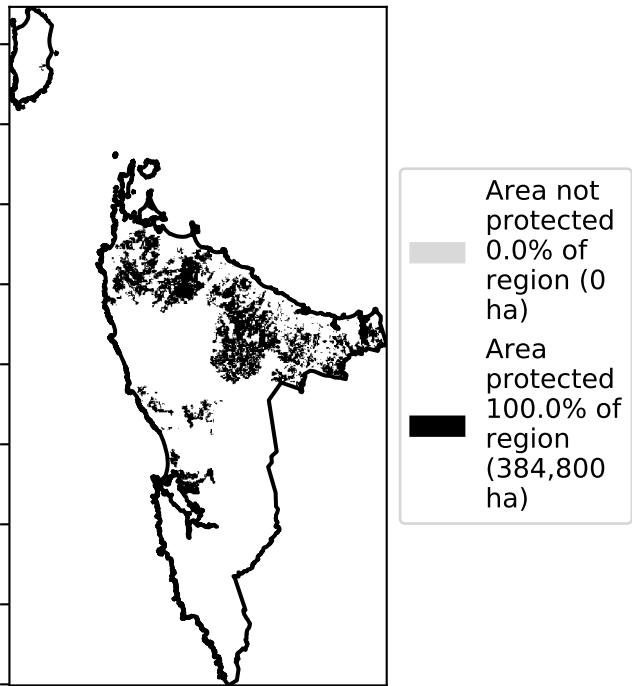 Area not
protected
0.0% of
region (0
ha)
Area
protected
100.0% of
region
(384,800
ha)